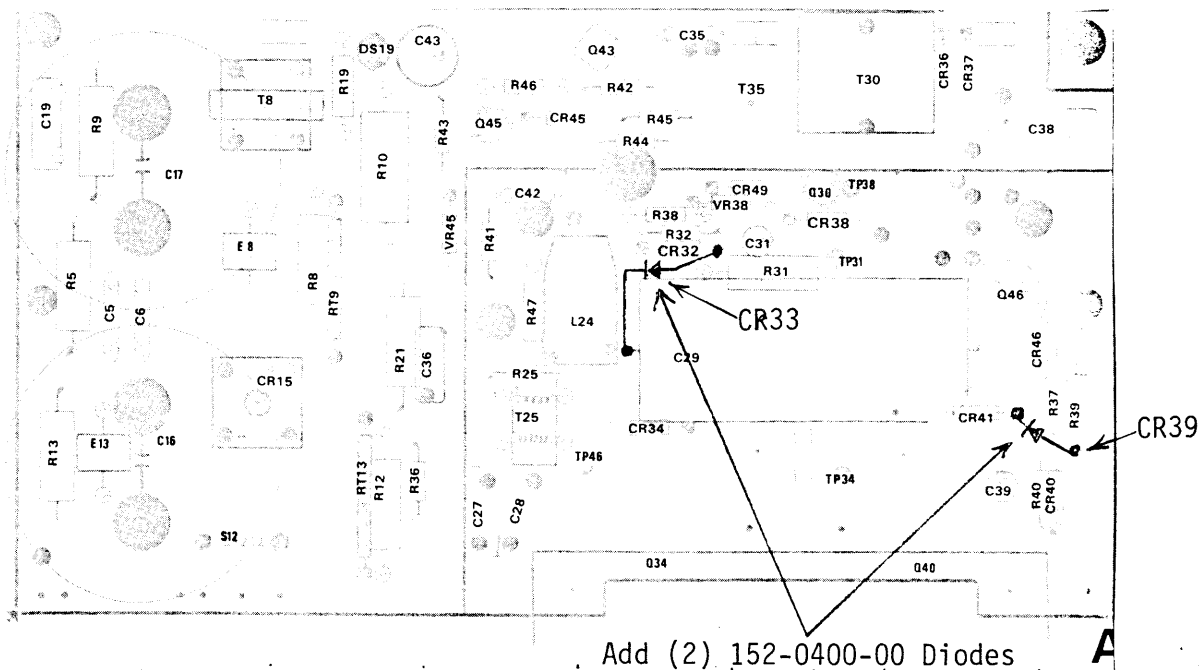 DS19 C43 Q43 C35
C19 R9 T8 R19 R46 R42 T35 T30 CR36 CR37
Q45 CR45 R45 R43 R44 C38
C17 R10 C42 CR49 Q30 TP38
VR38
R38 CR38
E8 VR45 R41 R32 C31
CR32 TP31
R5 R8 R31
C5 C6 RT9 R47 L24 CR33 Q46
R21 C36 C29 CR46
CR15 R25 R37 R39
T25 CR41
R13 E13 C16 CR34 CR39
TP46
RT13 R12 R36 TP34 C39 R40 CR40
C27 C28
S12
Q34 Q40
Add (2) 152-0400-00 Diodes
A